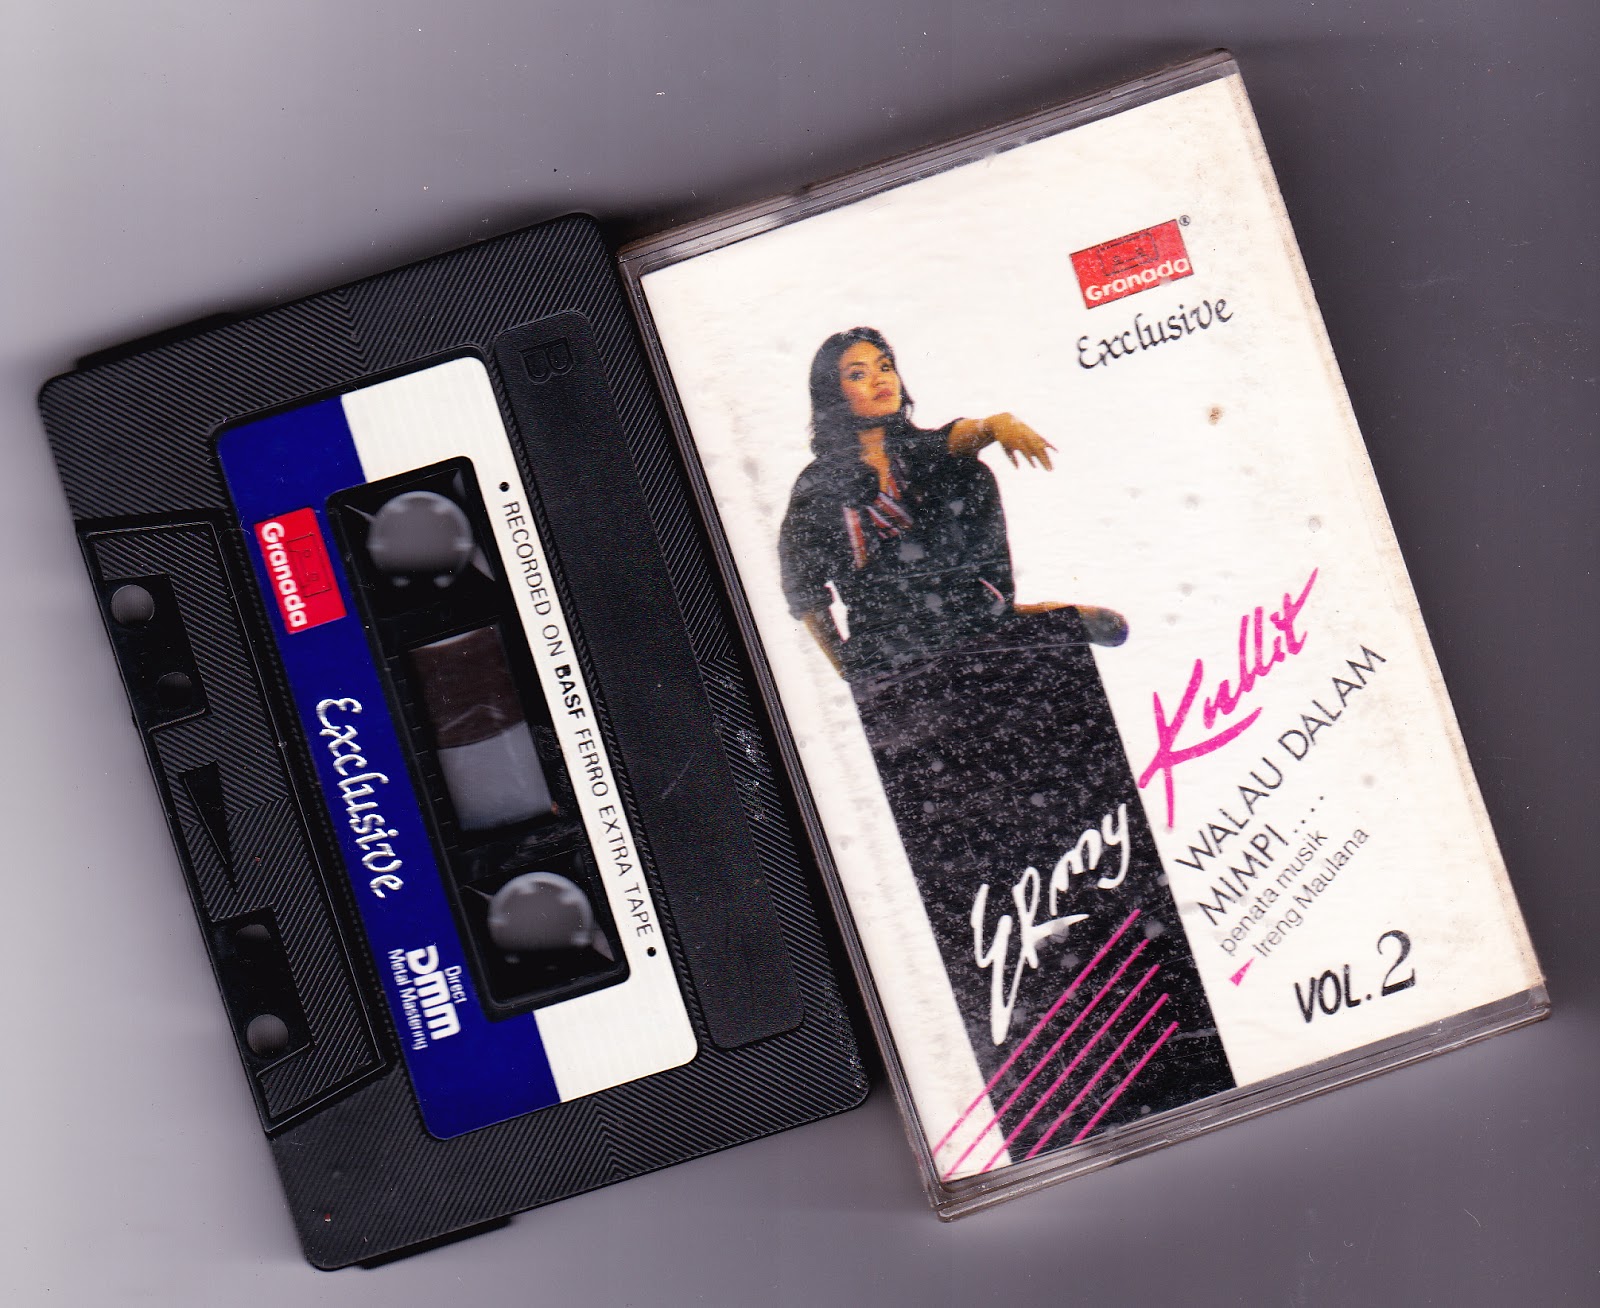 B
• RECORDED ON BASF FERRO EXTRA TAPE •
Granada
Exclusive
Direct
DMM
Metal Mastering
Granada®
Exclusive
Ermy
Kullit
WALAU DALAM
MIMPI...
penata musik
Ireng Maulana
VOL. 2